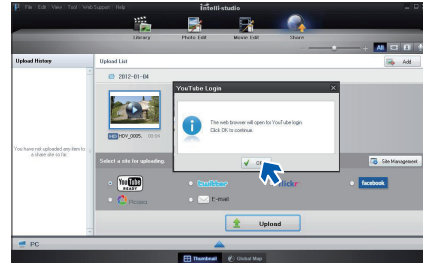 File Edit View Tool Web Support Help
Intelli-studio
Library
Photo Edit
Movie Edit
Share
All
Upload History
Upload List
Add
2012-01-04
YouTube Login
The web browser will open for YouTube login.
Click OK to continue.
HDV_0005.
You have not uploaded any item to
a share site so far.
OK
Select a site for uploading.
Site Management
YouTube
READY
twitter
flickr
facebook
Picasa
E-mail
Upload
PC
Thumbnail
Global Map